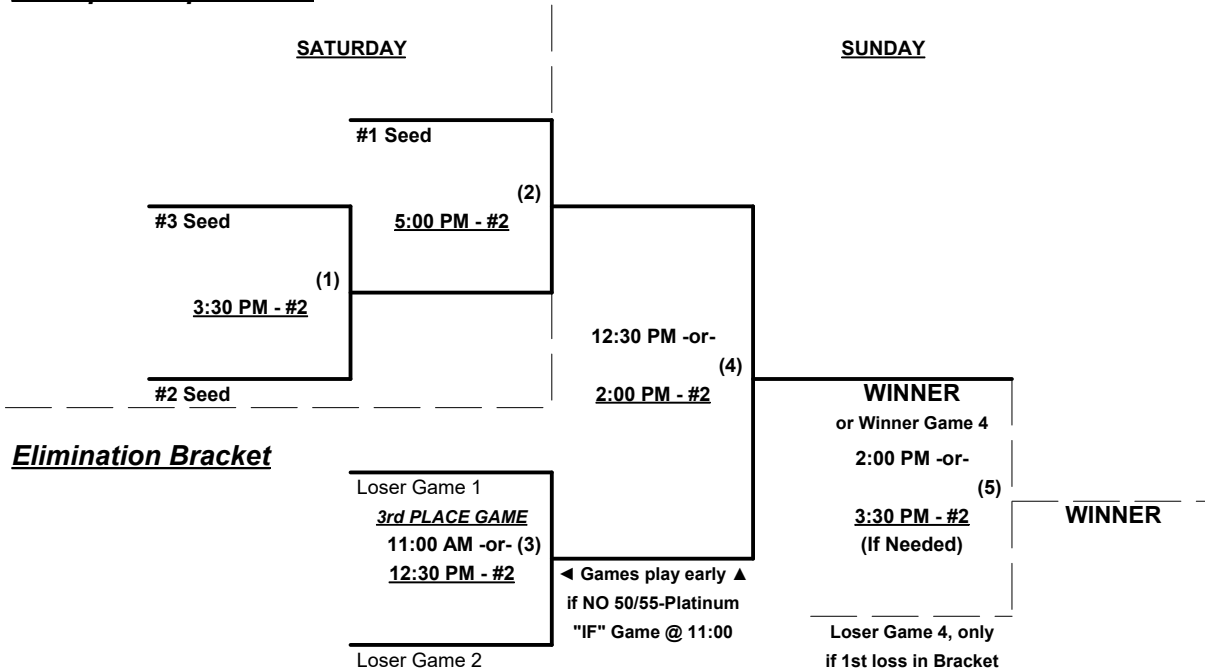 SATURDAY
SUNDAY
#1 Seed
(2)
5:00 PM - #2
#3 Seed
(1)
3:30 PM - #2
#2 Seed
12:30 PM -or-
(4)
2:00 PM - #2
WINNER
or Winner Game 4
2:00 PM -or-
(5)
3:30 PM - #2
(If Needed)
WINNER
Loser Game 4, only
if 1st loss in Bracket
Elimination Bracket
Loser Game 1
3rd PLACE GAME
11:00 AM -or- (3)
12:30 PM - #2
Loser Game 2
◄ Games play early ▲
if NO 50/55-Platinum
"IF" Game @ 11:00